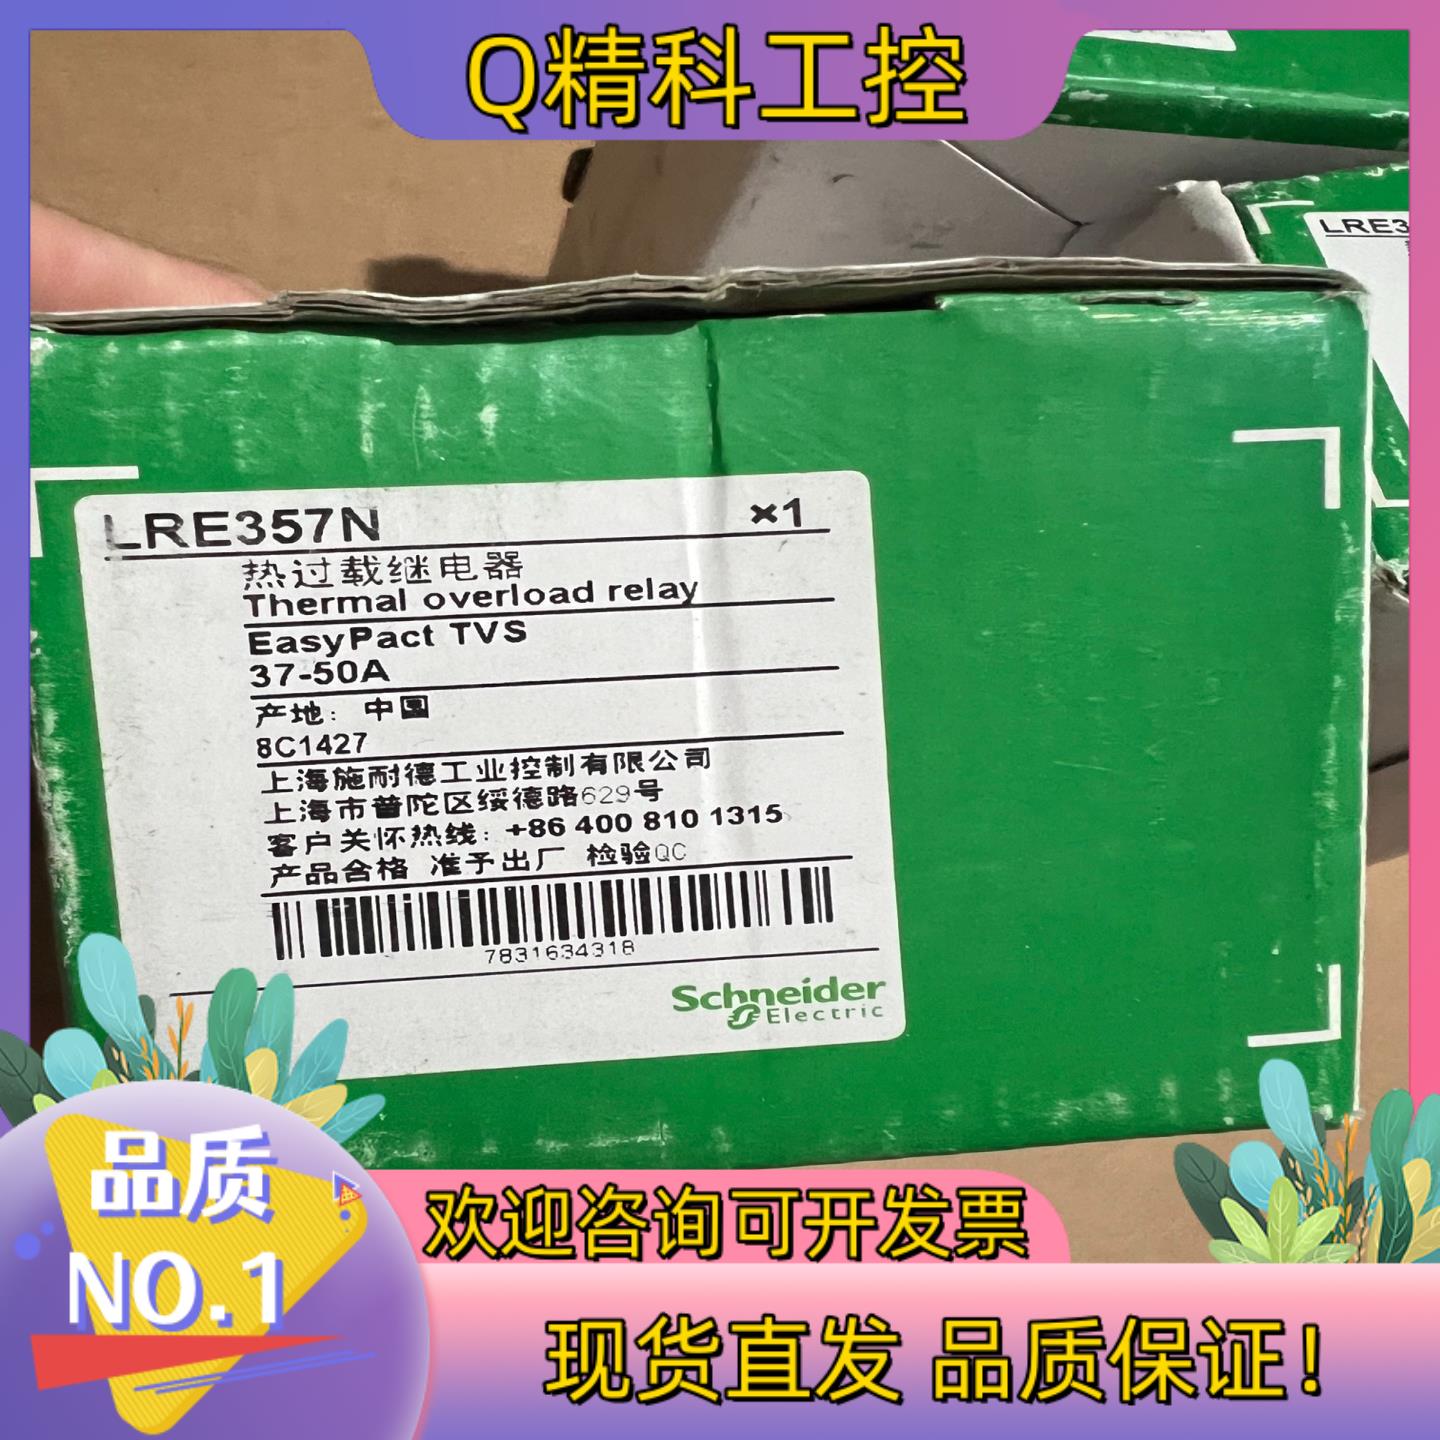 Q精科工控
LRE3
LRE357N
×1
热过载继电器
Thermal overload relay
EasyPact TVS
37-50A
产地：中国
8C1427
上海施耐德工业控制有限公司
上海市普陀区绥德路629号
客户关怀热线：+86 400 810 1315
产品合格 准予出厂 检验QC
7831634318
Schneider
Electric
品质
NO.1
欢迎咨询可开发票
现货直发 品质保证！